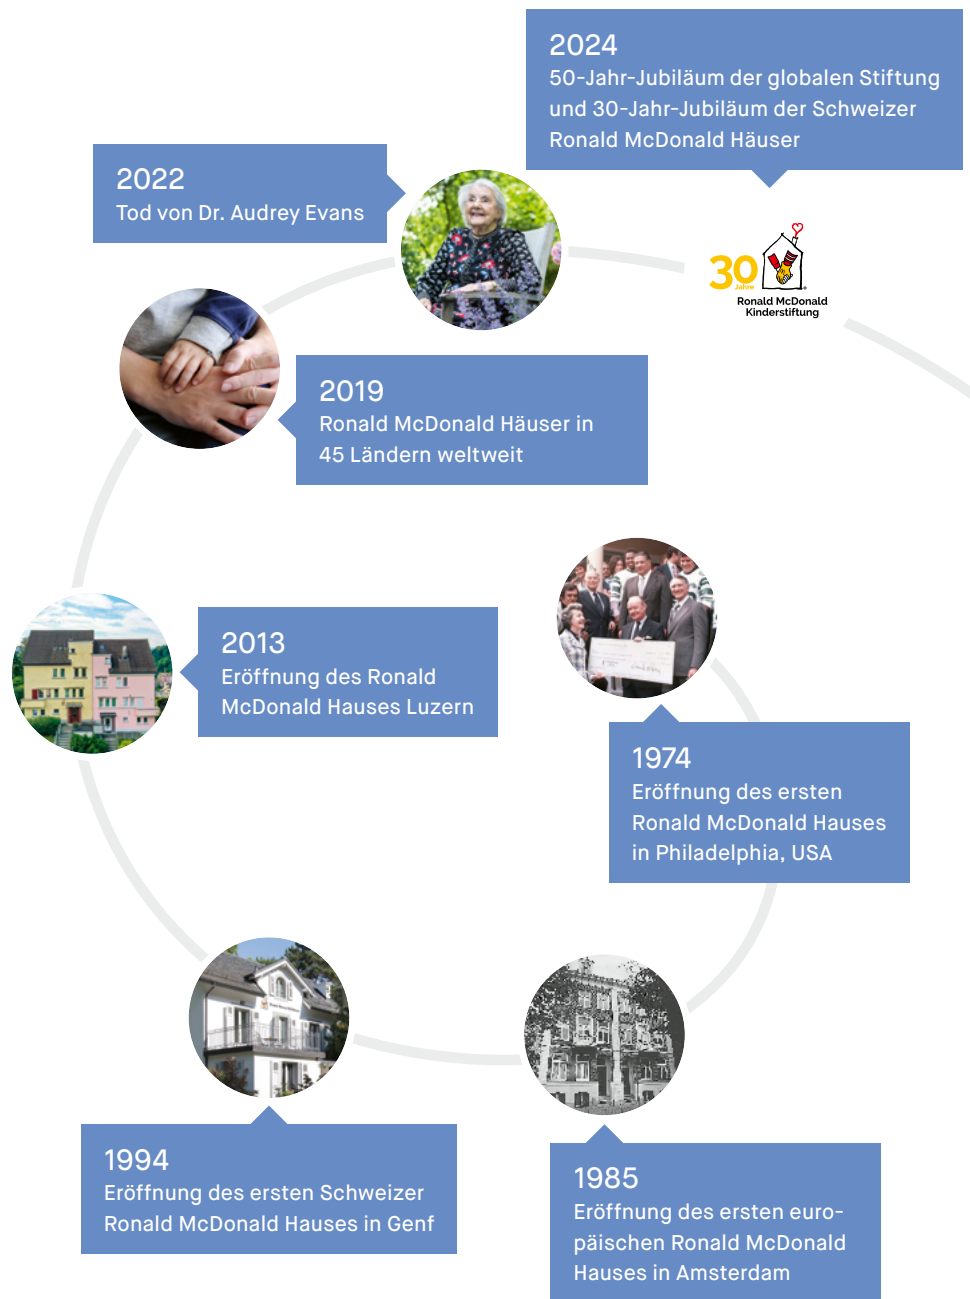 2024
50-Jahr-Jubiläum der globalen Stiftung
und 30-Jahr-Jubiläum der Schweizer
Ronald McDonald Häuser
2022
Tod von Dr. Audrey Evans
30
Jahre
Ronald McDonald
Kinderstiftung
2019
Ronald McDonald Häuser in
45 Ländern weltweit
2013
Eröffnung des Ronald
McDonald Hauses Luzern
1974
Eröffnung des ersten
Ronald McDonald Hauses
in Philadelphia, USA
1994
Eröffnung des ersten Schweizer
Ronald McDonald Hauses in Genf
1985
Eröffnung des ersten euro-
päischen Ronald McDonald
Hauses in Amsterdam